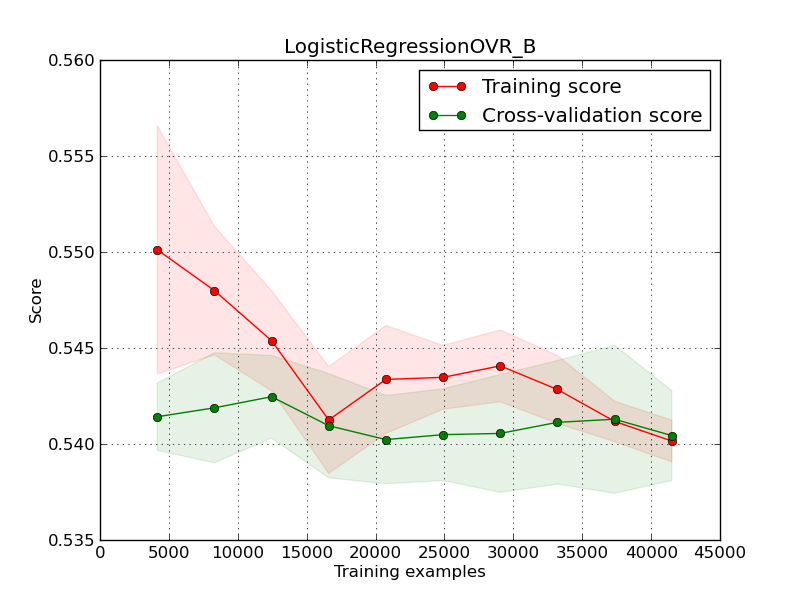 LogisticRegressionOVR_B
Training score
Cross-validation score
0.560
0.555
0.550
0.545
0.540
0.535
Score
0 5000 10000 15000 20000 25000 30000 35000 40000 45000
Training examples